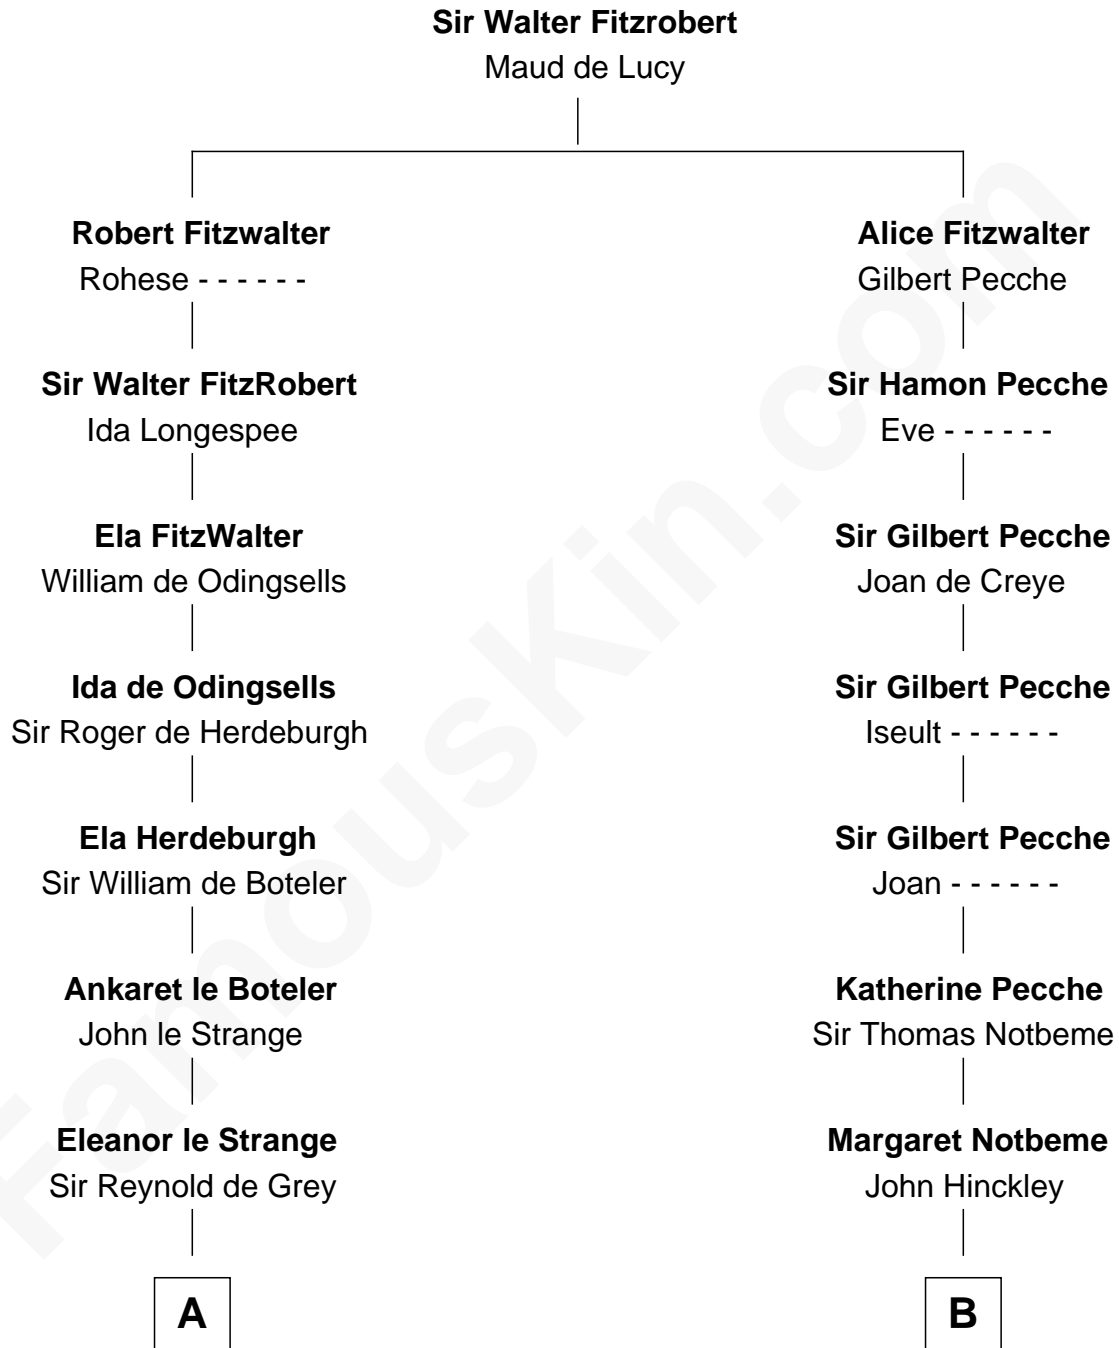 Sir Walter Fitzrobert
Maud de Lucy
Robert Fitzwalter
Rohese - - - - - -
Alice Fitzwalter
Gilbert Pecche
Sir Walter FitzRobert
Ida Longespee
Sir Hamon Pecche
Eve - - - - - -
Ela FitzWalter
William de Odingsells
Sir Gilbert Pecche
Joan de Creye
Ida de Odingsells
Sir Roger de Herdeburgh
Sir Gilbert Pecche
Iseult - - - - - -
Ela Herdeburgh
Sir William de Boteler
Sir Gilbert Pecche
Joan - - - - - -
Ankaret le Boteler
John le Strange
Katherine Pecche
Sir Thomas Notbeme
Eleanor le Strange
Sir Reynold de Grey
Margaret Notbeme
John Hinckley
A
B
FamousKin.com